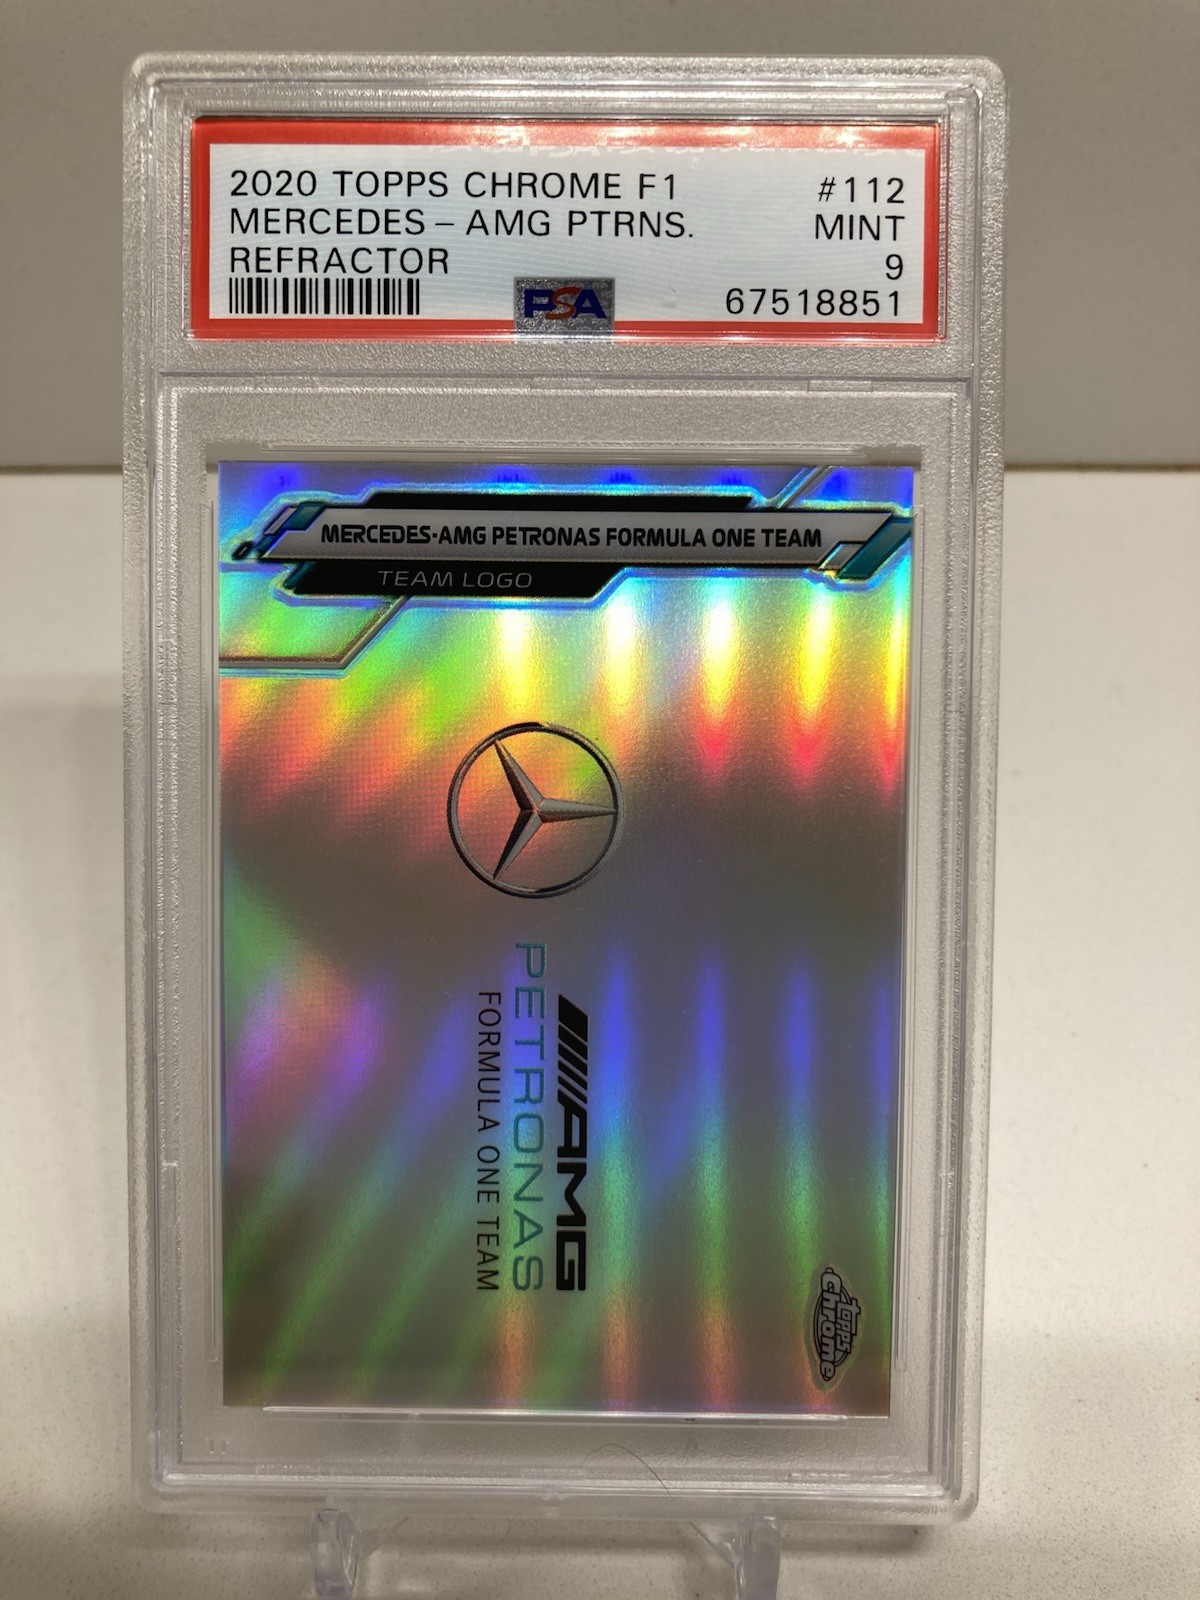 2020 TOPPS CHROME F1 #112
MERCEDES – AMG PTRNS. MINT
REFRACTOR 9
PSA 67518851
MERCEDES-AMG PETRONAS FORMULA ONE TEAM
TEAM LOGO
AMG
PETRONAS
FORMULA ONE TEAM
topps
Chrome